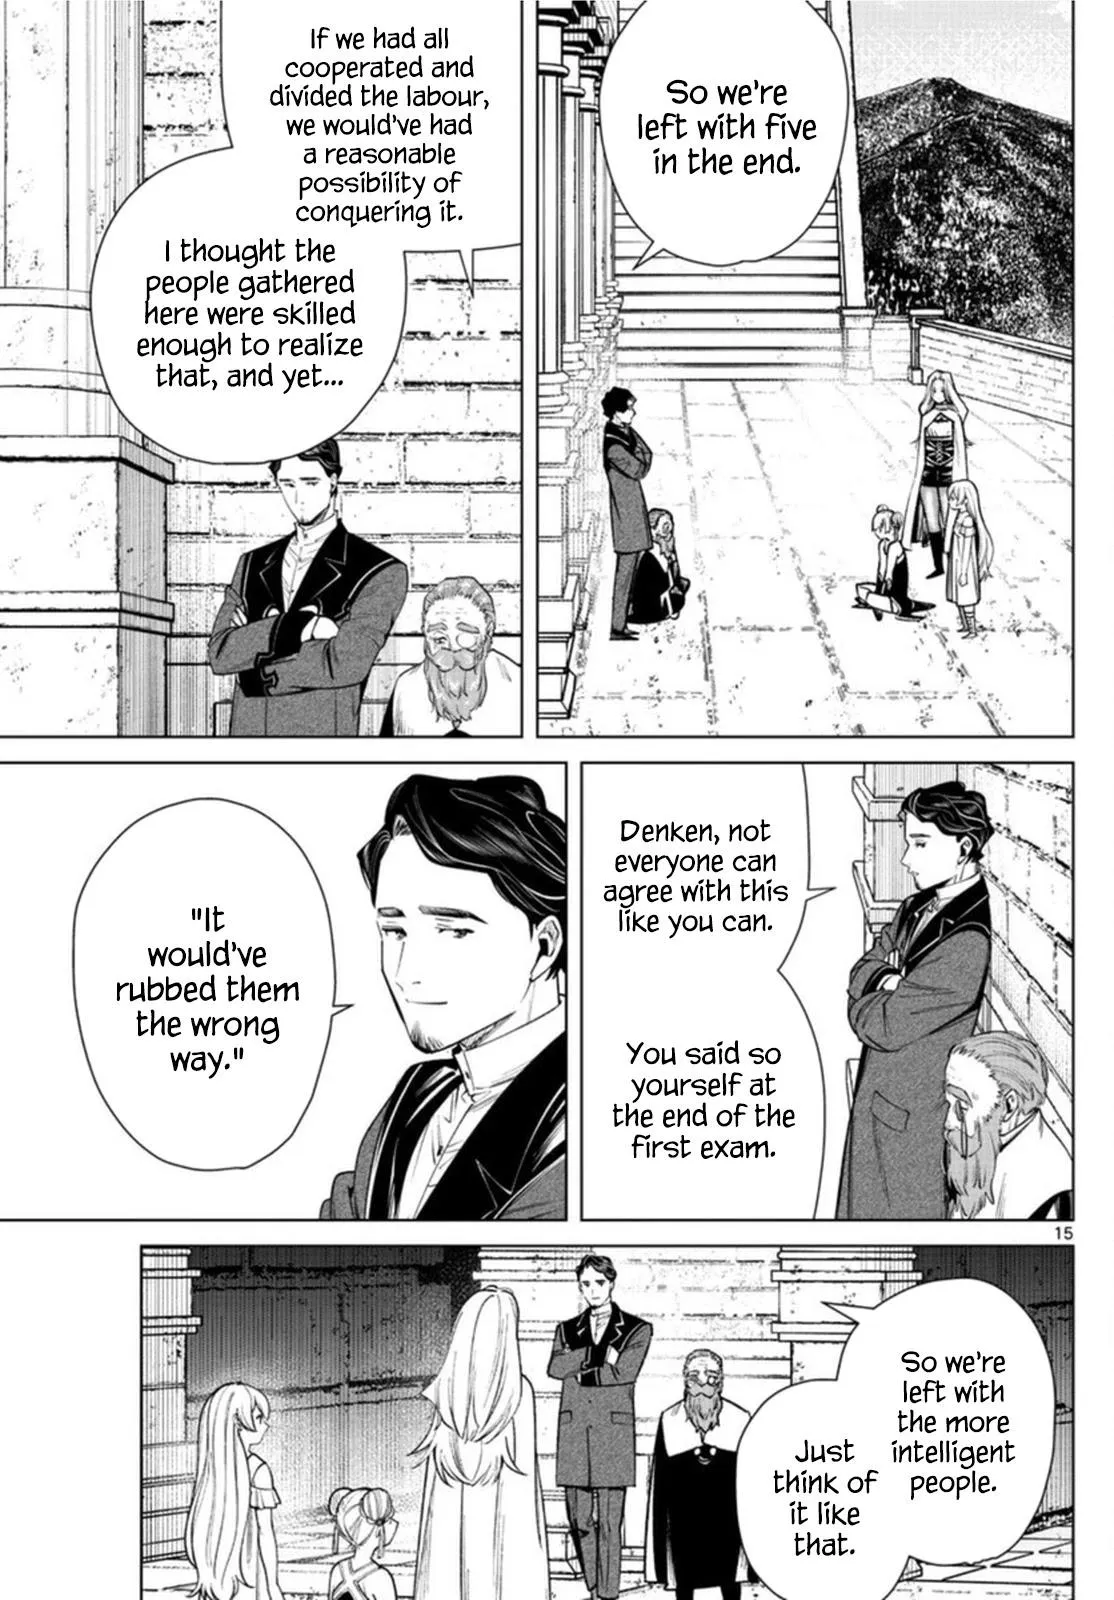 So we're
left with five
in the end.
If we had all
cooperated and
divided the labour,
we would've had
a reasonable
possibility of
conquering it.
I thought the
people gathered
here were skilled
enough to realize
that, and yet...
Denken, not
everyone can
agree with this
like you can.
You said so
yourself at
the end of the
first exam.
"It
would've
rubbed them
the wrong
way."
15
So we're
left with
the more
intelligent
people.
Just
think of
it like
that.